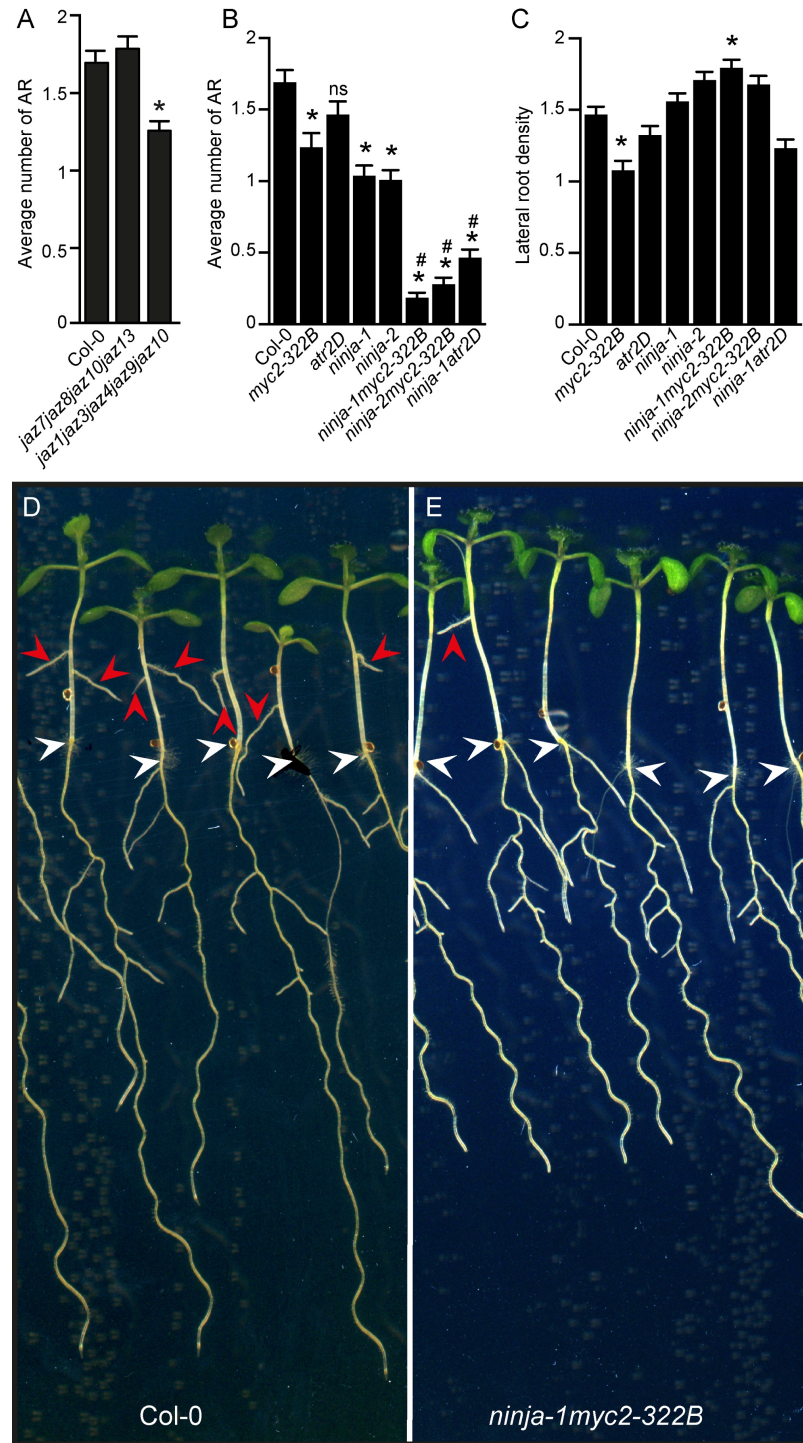 A
B
C
Average number of AR
2
1.5
1
0.5
0
*
Col-0
jaz7jaz8jaz10jaz13
jaz1jaz3jaz4jaz9jaz10
Average number of AR
2
1.5
1
0.5
0
*
ns
*
*
#
*
#
*
#
*
Col-0
myc2-322B
atr2D
ninja-1
ninja-2
ninja-1myc2-322B
ninja-2myc2-322B
ninja-1atr2D
Lateral root density
2
1.5
1
0.5
0
*
*
Col-0
myc2-322B
atr2D
ninja-1
ninja-2
ninja-1myc2-322B
ninja-2myc2-322B
ninja-1atr2D
D
E
Col-0
ninja-1myc2-322B